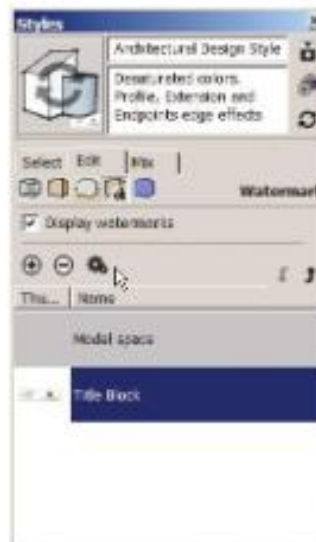 Styles
Architectural Design Style
Desaturated colors.
Profile, Extension and
Endpoints edge effects
Select Edit Mix
Watermark
Display watermarks
Thu... Name
Model space
Title Block